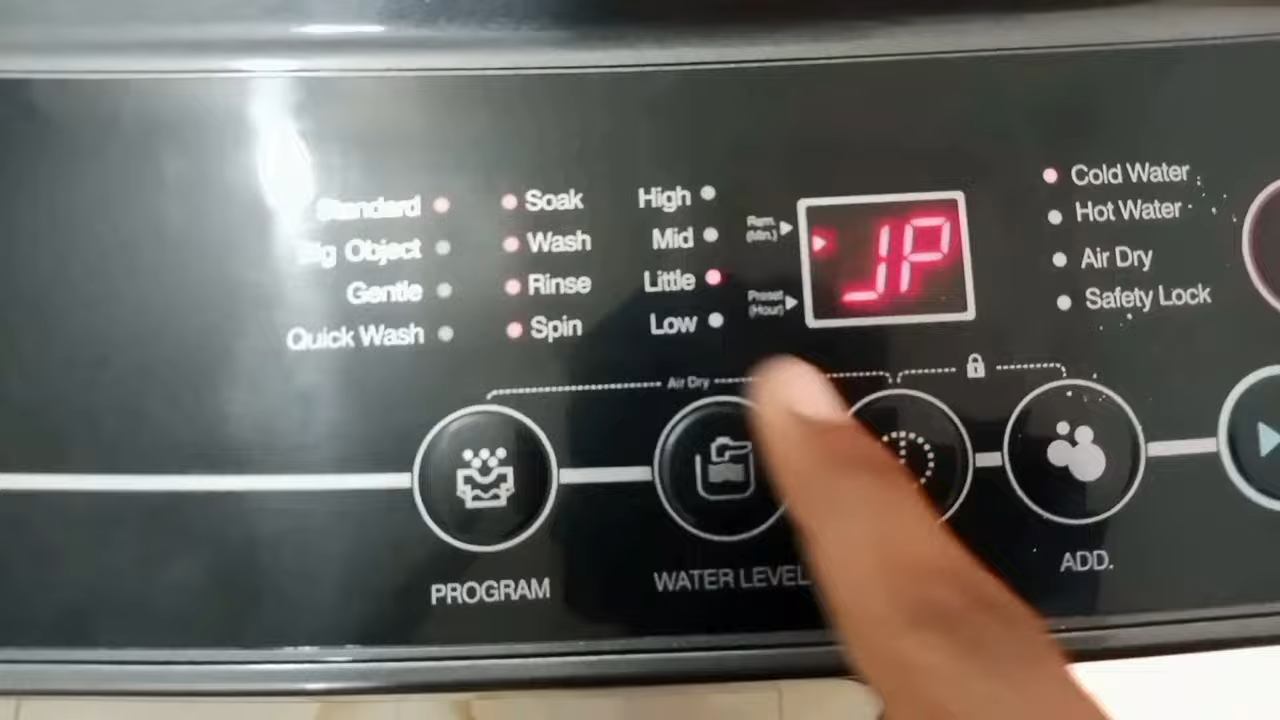 Standard
Big Object
Gentle
Quick Wash
Soak
Wash
Rinse
Spin
High
Mid
Little
Low
Rem.
(Min.)
Preset
(Hour)
JP
Cold Water
Hot Water
Air Dry
Safety Lock
Air Dry
PROGRAM
WATER LEVEL
ADD.